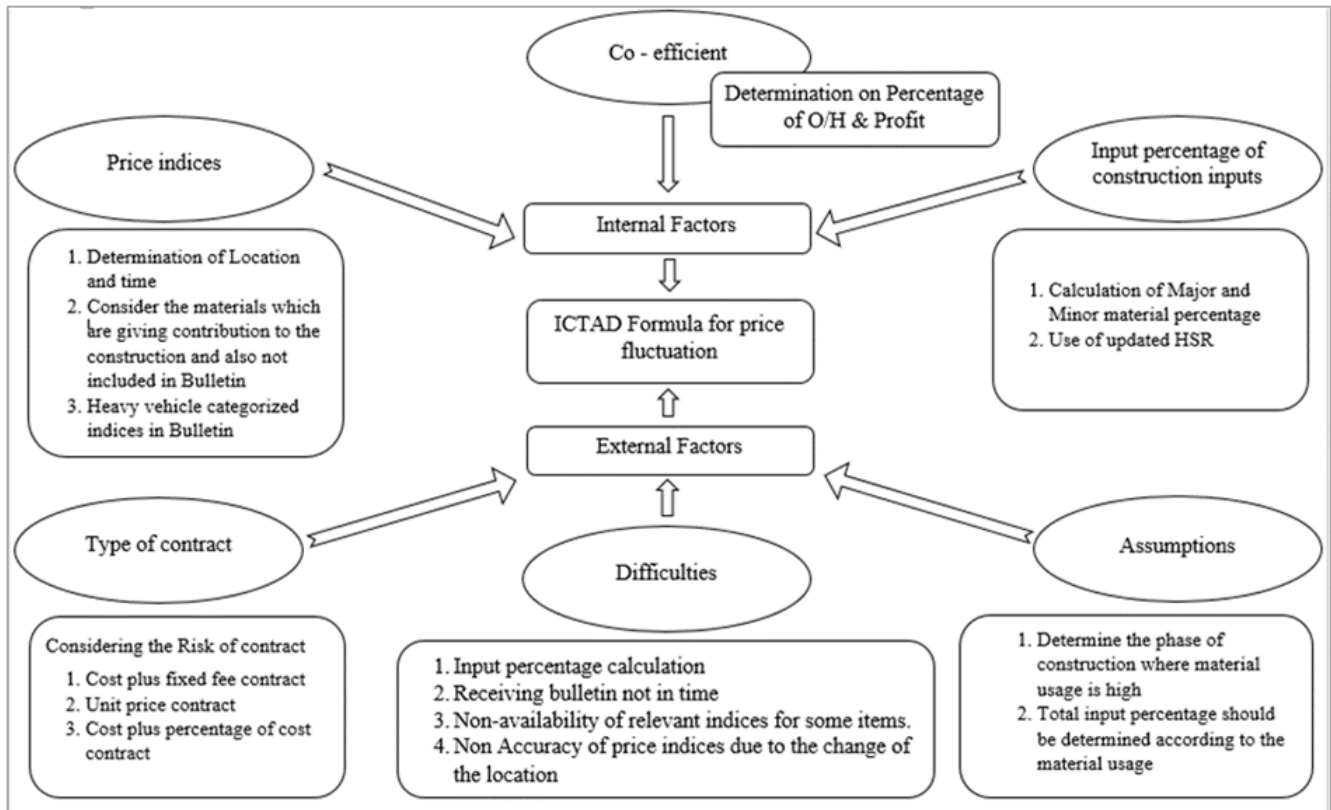 Co - efficient
Determination on Percentage
of O/H & Profit
Price indices
Input percentage of
construction inputs
Internal Factors
1. Determination of Location
and time
2. Consider the materials which
are giving contribution to the
construction and also not
included in Bulletin
3. Heavy vehicle categorized
indices in Bulletin
1. Calculation of Major and
Minor material percentage
2. Use of updated HSR
ICTAD Formula for price
fluctuation
External Factors
Type of contract
Difficulties
Assumptions
Considering the Risk of contract
1. Cost plus fixed fee contract
2. Unit price contract
3. Cost plus percentage of cost
contract
1. Input percentage calculation
2. Receiving bulletin not in time
3. Non-availability of relevant indices for some items.
4. Non Accuracy of price indices due to the change of
the location
1. Determine the phase of
construction where material
usage is high
2. Total input percentage should
be determined according to the
material usage